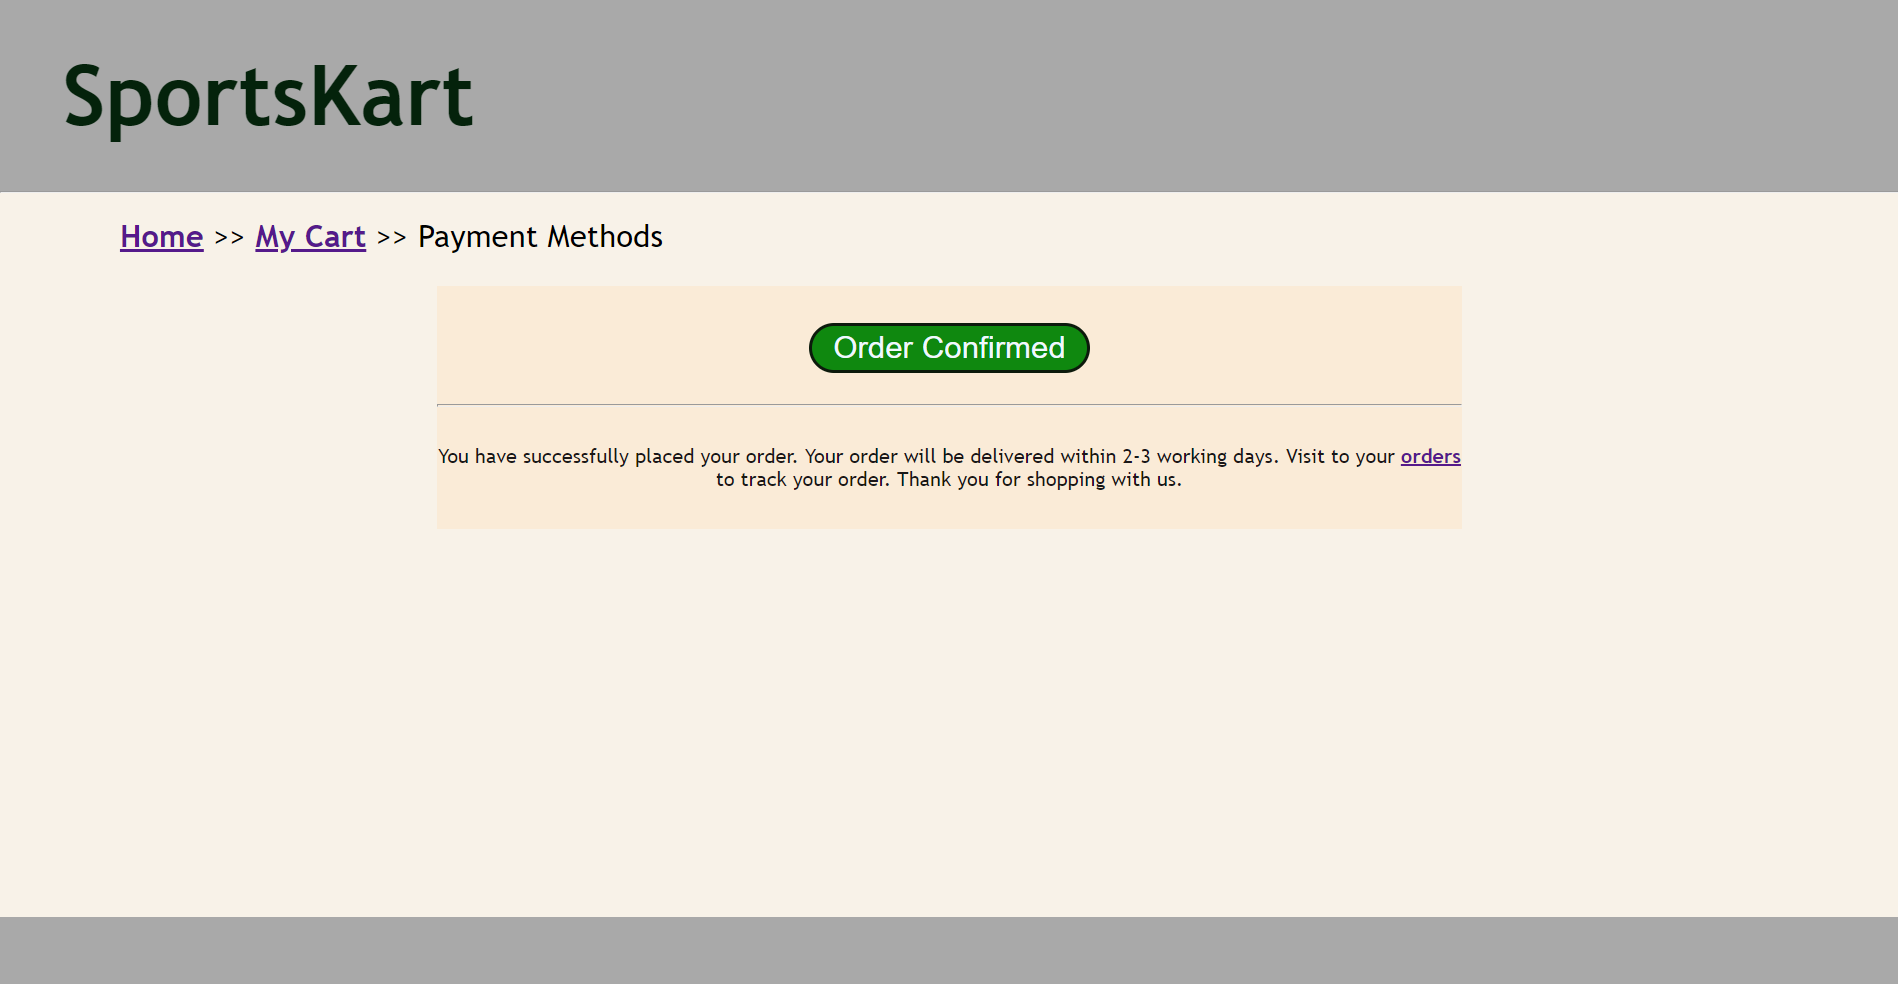 SportsKart
Home >> My Cart >> Payment Methods
Order Confirmed
You have successfully placed your order. Your order will be delivered within 2-3 working days. Visit to your orders
to track your order. Thank you for shopping with us.